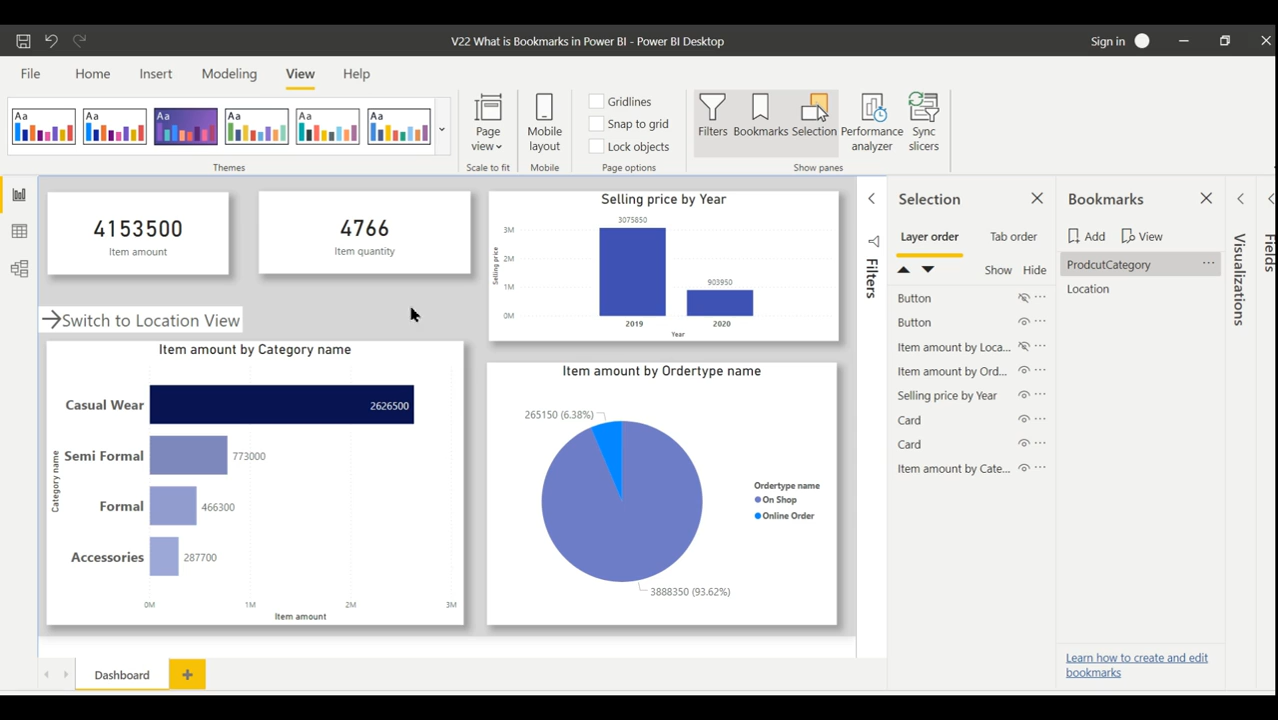 V22 What is Bookmarks in Power BI - Power BI Desktop
Sign in
File
Home
Insert
Modeling
View
Help
Aa
Aa
Aa
Aa
Aa
Aa
Themes
Page
view
Scale to fit
Mobile
layout
Mobile
Gridlines
Snap to grid
Lock objects
Page options
Filters
Bookmarks
Selection
Performance
analyzer
Sync
slicers
Show panes
4153500
Item amount
4766
Item quantity
Switch to Location View
Selling price by Year
3075850
903950
3M
2M
1M
0M
Selling price
2019
2020
Year
Item amount by Category name
Category name
Casual Wear
2626500
Semi Formal
773000
Formal
466300
Accessories
287700
0M
1M
2M
3M
Item amount
Item amount by Ordertype name
265150 (6.38%)
3888350 (93.62%)
Ordertype name
On Shop
Online Order
Filters
Selection
Layer order
Tab order
Show
Hide
Button
Button
Item amount by Loca...
Item amount by Ord...
Selling price by Year
Card
Card
Item amount by Cate...
Bookmarks
Add
View
ProdcutCategory
Location
Learn how to create and edit
bookmarks
Visualizations
Fields
Dashboard